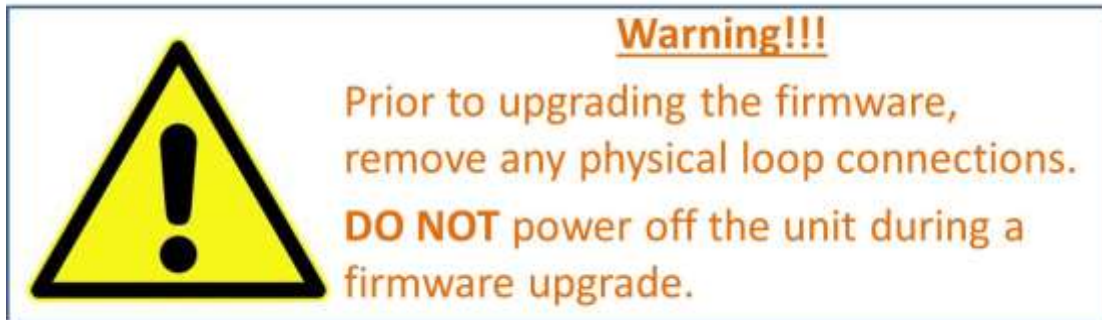 Warning!!!
Prior to upgrading the firmware,
remove any physical loop connections.
DO NOT power off the unit during a
firmware upgrade.